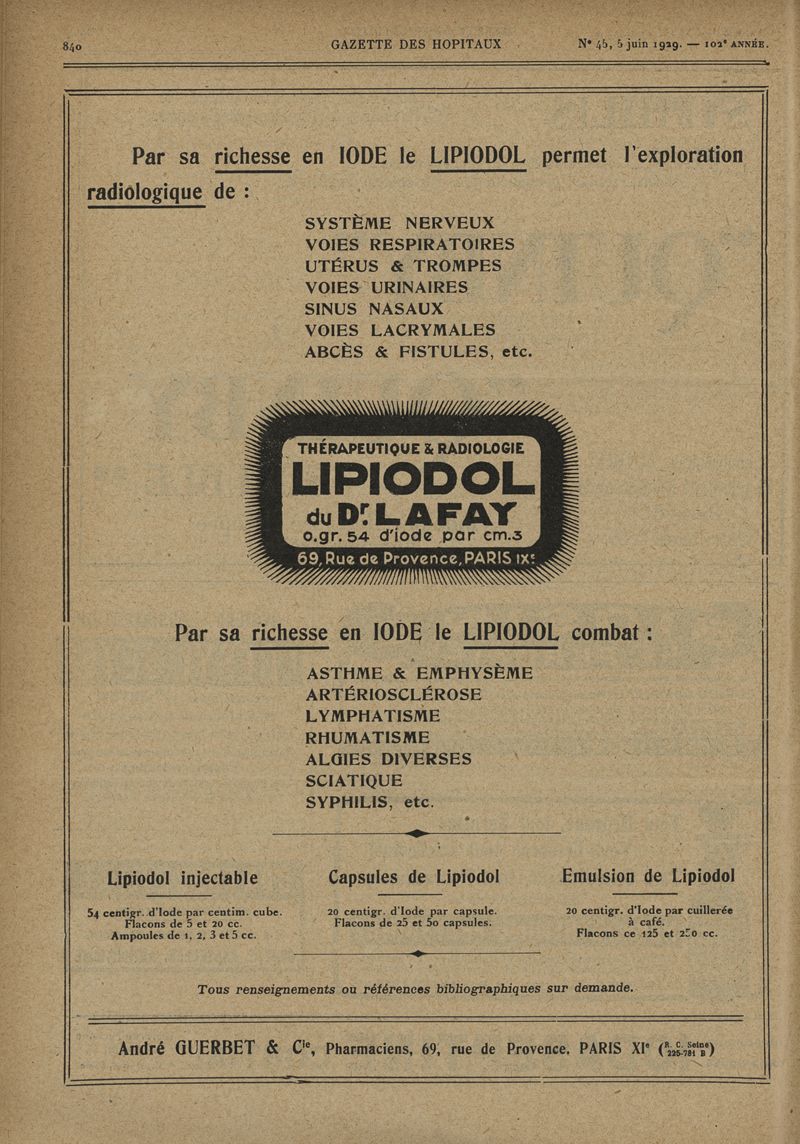 840 GAZETTE DES HOPITAUX N° 45, 5 juin 1929. — 102e ANNÉE.
Par sa richesse en IODE le LIPIODOL permet l'exploration
radiologique de :
SYSTÈME NERVEUX
VOIES RESPIRATOIRES
UTÉRUS & TROMPES
VOIES URINAIRES
SINUS NASAUX
VOIES LACRYMALES
ABCÈS & FISTULES, etc.
THÉRAPEUTIQUE & RADIOLOGIE
LIPIODOL
du Dr. LAFAY
0.gr. 54 d'iode par cm.3
69, Rue de Provence, PARIS IXe
Par sa richesse en IODE le LIPIODOL combat :
ASTHME & EMPHYSÈME
ARTÉRIOSCLÉROSE
LYMPHATISME
RHUMATISME
ALGIES DIVERSES
SCIATIQUE
SYPHILIS, etc.
Lipiodol injectable
54 centigr. d'Iode par centim. cube.
Flacons de 5 et 20 cc.
Ampoules de 1, 2, 3 et 5 cc.
Capsules de Lipiodol
20 centigr. d'Iode par capsule.
Flacons de 25 et 50 capsules.
Emulsion de Lipiodol
20 centigr. d'Iode par cuillerée
à café.
Flacons ce 125 et 250 cc.
Tous renseignements ou références bibliographiques sur demande.
André GUERBET & Cie, Pharmaciens, 69, rue de Provence, PARIS XIe (R. C. Seine 225-781 B)